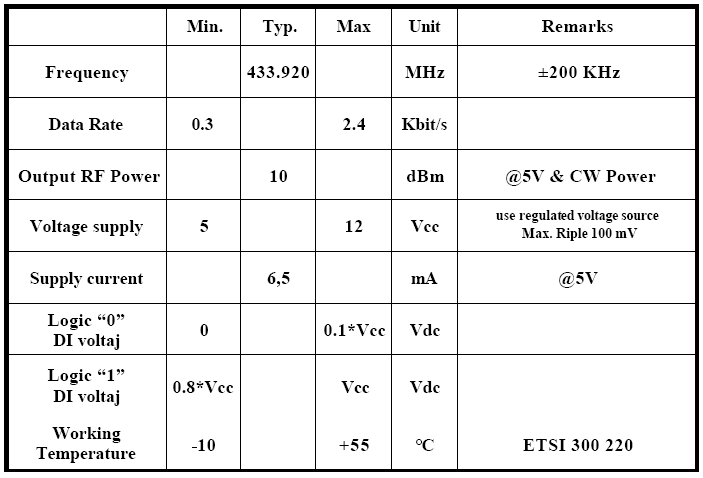 Min. Typ. Max Unit Remarks
Frequency 433.920 MHz ±200 KHz
Data Rate 0.3 2.4 Kbit/s
Output RF Power 10 dBm @5V & CW Power
Voltage supply 5 12 Vcc use regulated voltage source
Max. Riple 100 mV
Supply current 6,5 mA @5V
Logic “0”
DI voltaj 0 0.1*Vcc Vdc
Logic “1”
DI voltaj 0.8*Vcc Vcc Vdc
Working
Temperature -10 +55 °C ETSI 300 220